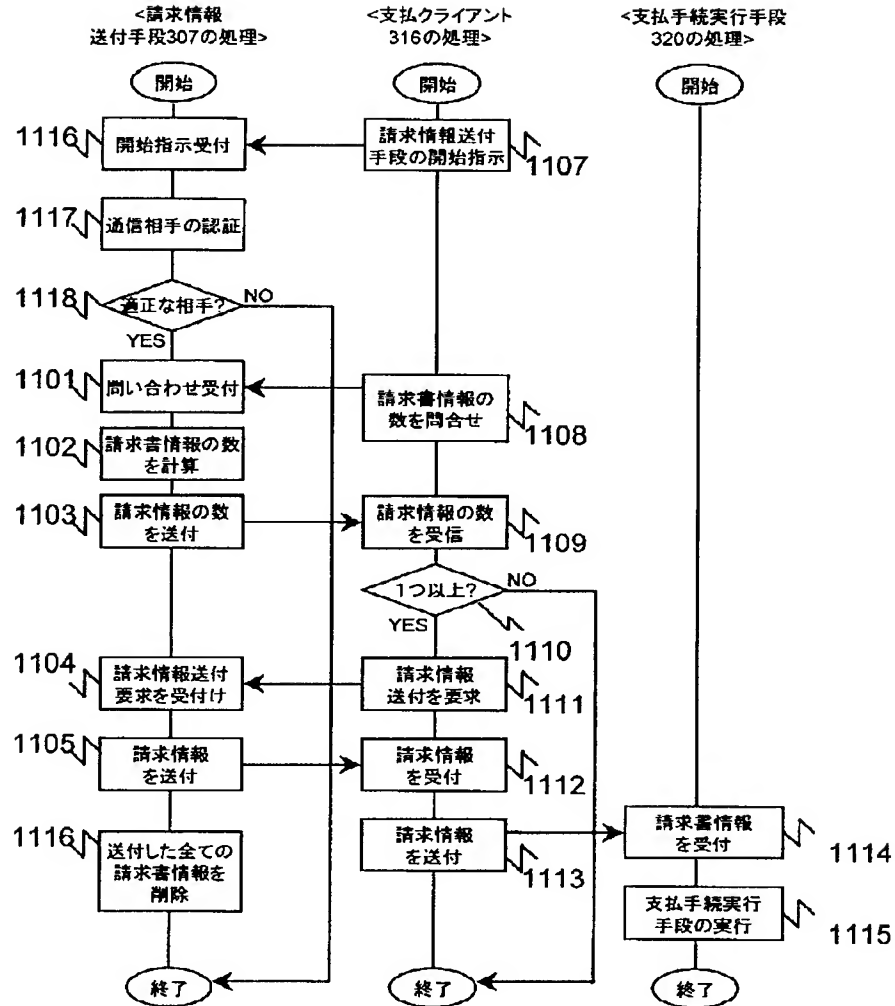 <請求情報
送付手段307の処理>
<支払クライアント
316の処理>
<支払手続実行手段
320の処理>
開始
開始
開始
1116
開始指示受付
請求情報送付
手段の開始指示
1107
1117
通信相手の認証
1118
適正な相手?
NO
YES
1101
問い合わせ受付
請求書情報の
数を問合せ
1108
1102
請求書情報の数
を計算
1103
請求情報の数
を送付
請求情報の数
を受信
1109
1つ以上?
NO
YES
1110
1104
請求情報送付
要求を受付け
請求情報
送付を要求
1111
1105
請求情報
を送付
請求情報
を受付
1112
1116
送付した全ての
請求書情報を
削除
請求情報
を送付
1113
請求書情報
を受付
1114
支払手続実行
手段の実行
1115
終了
終了
終了